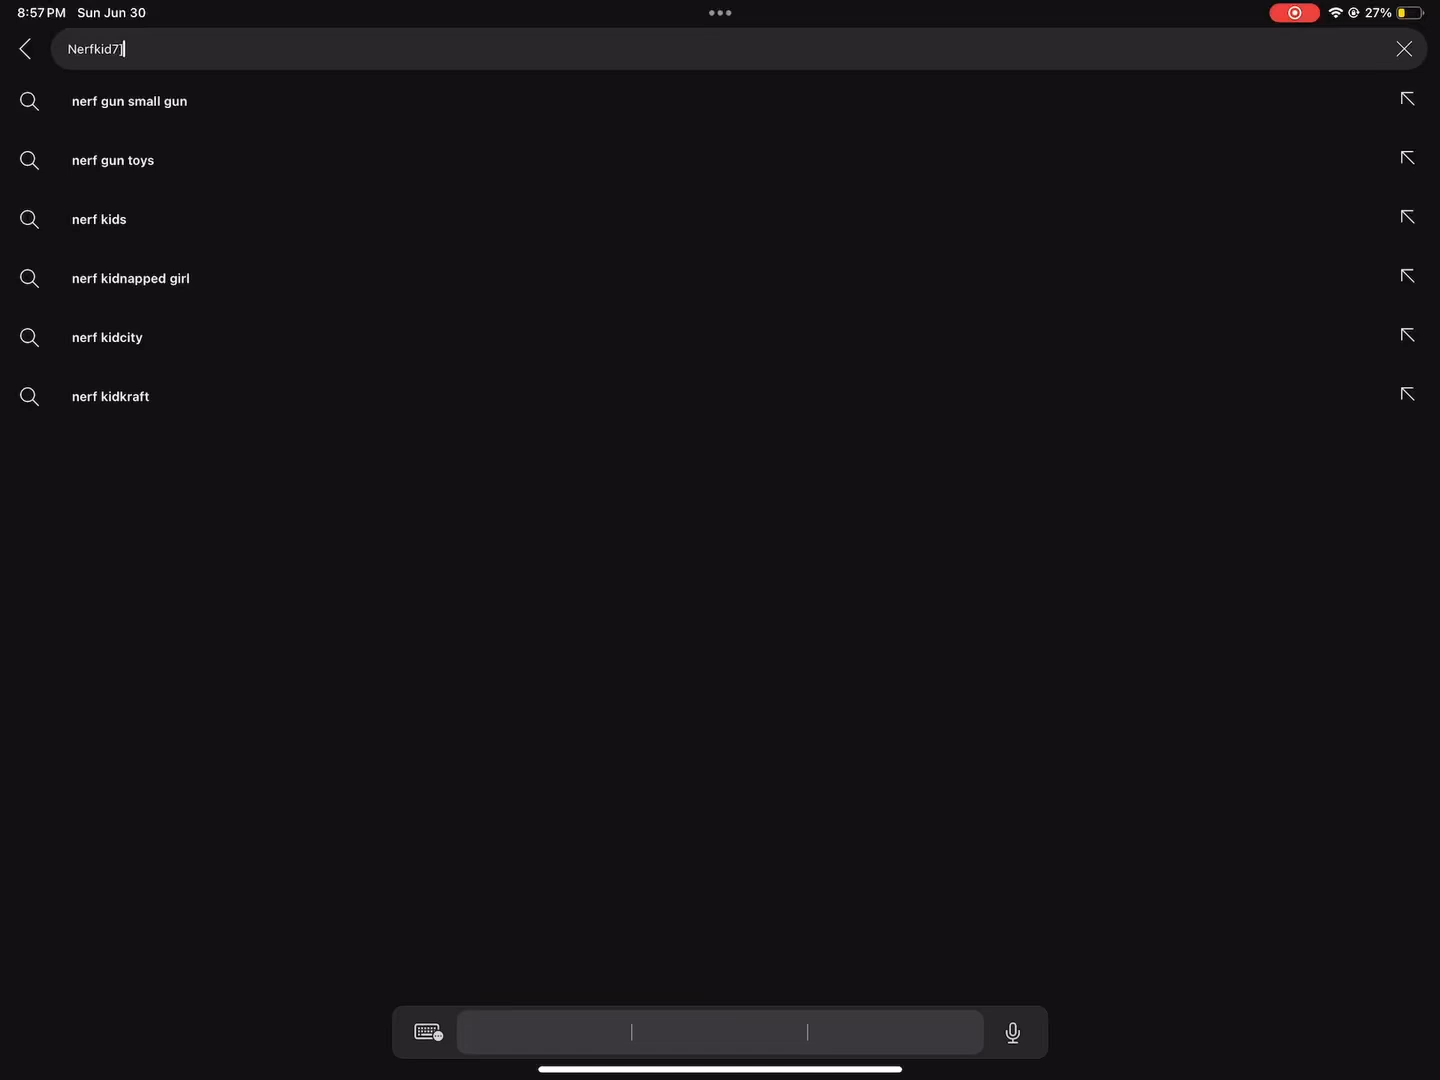 8:57 PM Sun Jun 30
27%
Nerfkid7]
nerf gun small gun
nerf gun toys
nerf kids
nerf kidnapped girl
nerf kidcity
nerf kidkraft